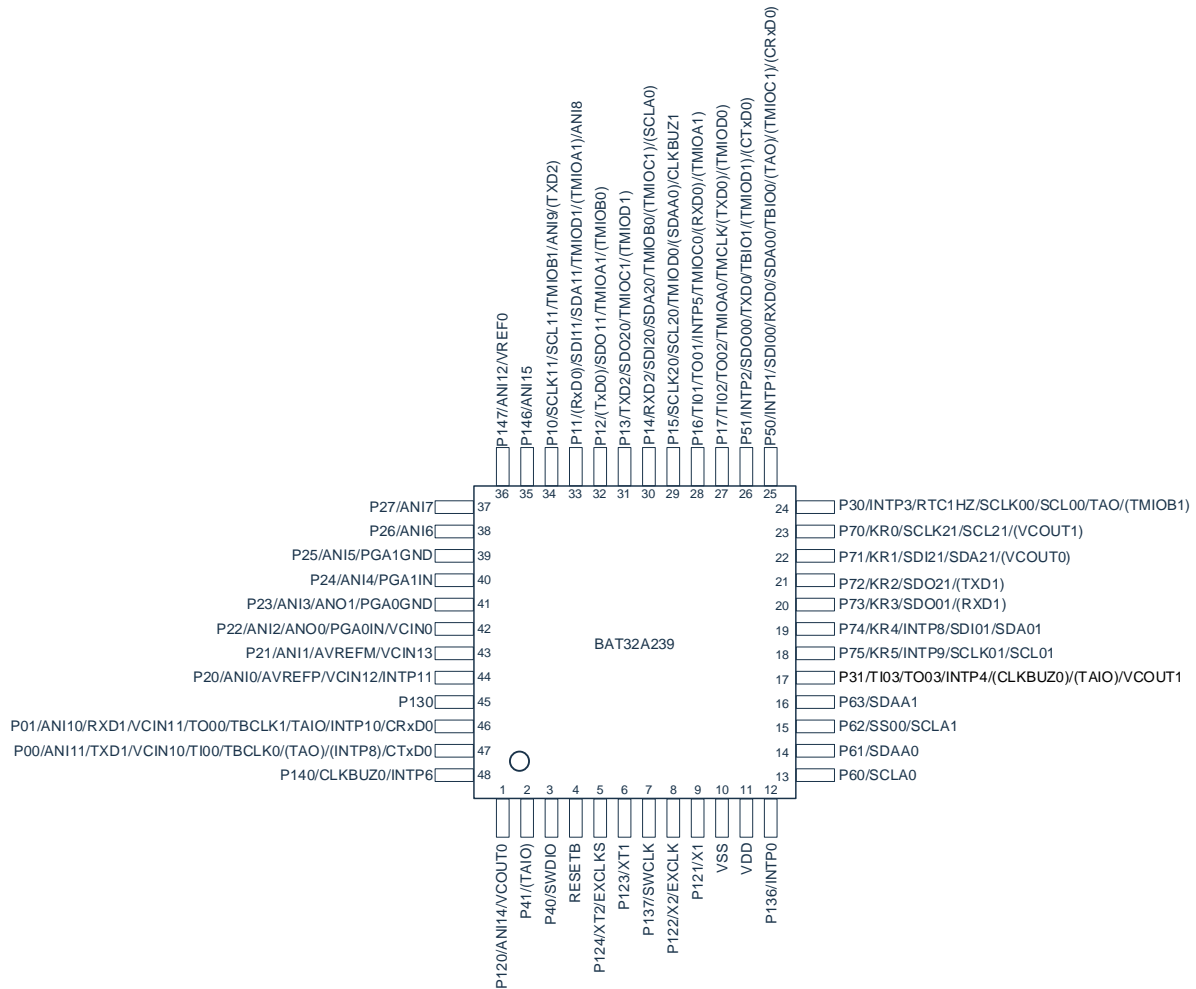 P147/ANI12/VREF0
P146/ANI15
P10/SCLK11/SCL11/TMIOB1/ANI9/(TXD2)
P11/(RxD0)/SDI11/SDA11/TMIOD1/(TMIOA1)/ANI8
P12/(TxD0)/SDO11/TMIOA1/(TMIOB0)
P13/TXD2/SDO20/TMIOC1/(TMIOD1)
P14/RXD2/SDI20/SDA20/TMIOB0/(TMIOC1)/(SCLA0)
P15/SCLK20/SCL20/TMIOD0/(SDAA0)/CLKBUZ1
P16/TI01/TO01/INTP5/TMIOC0/(RXD0)/(TMIOA1)
P17/TI02/TO02/TMIOA0/TMCLK/(TXD0)/(TMIOD0)
P51/INTP2/SDO00/TXD0/TBIO1/(TMIOD1)/(CTxD0)
P50/INTP1/SDI00/RXD0/SDA00/TBIO0/(TAO)/(TMIOC1)/(CRxD0)
36 35 34 33 32 31 30 29 28 27 26 25
P27/ANI7 37
P26/ANI6 38
P25/ANI5/PGA1GND 39
P24/ANI4/PGA1IN 40
P23/ANI3/ANO1/PGA0GND 41
P22/ANI2/ANO0/PGA0IN/VCIN0 42
P21/ANI1/AVREFM/VCIN13 43
P20/ANI0/AVREFP/VCIN12/INTP11 44
P130 45
P01/ANI10/RXD1/VCIN11/TO00/TBCLK1/TAIO/INTP10/CRxD0 46
P00/ANI11/TXD1/VCIN10/TI00/TBCLK0/(TAO)/(INTP8)/CTxD0 47
P140/CLKBUZ0/INTP6 48
BAT32A239
24 P30/INTP3/RTC1HZ/SCLK00/SCL00/TAO/(TMIOB1)
23 P70/KR0/SCLK21/SCL21/(VCOUT1)
22 P71/KR1/SDI21/SDA21/(VCOUT0)
21 P72/KR2/SDO21/(TXD1)
20 P73/KR3/SDO01/(RXD1)
19 P74/KR4/INTP8/SDI01/SDA01
18 P75/KR5/INTP9/SCLK01/SCL01
17 P31/TI03/TO03/INTP4/(CLKBUZ0)/(TAIO)/VCOUT1
16 P63/SDAA1
15 P62/SS00/SCLA1
14 P61/SDAA0
13 P60/SCLA0
1 2 3 4 5 6 7 8 9 10 11 12
P120/ANI14/VCOUT0
P41/(TAIO)
P40/SWDIO
RESETB
P124/XT2/EXCLKS
P123/XT1
P137/SWCLK
P122/X2/EXCLK
P121/X1
VSS
VDD
P136/INTP0